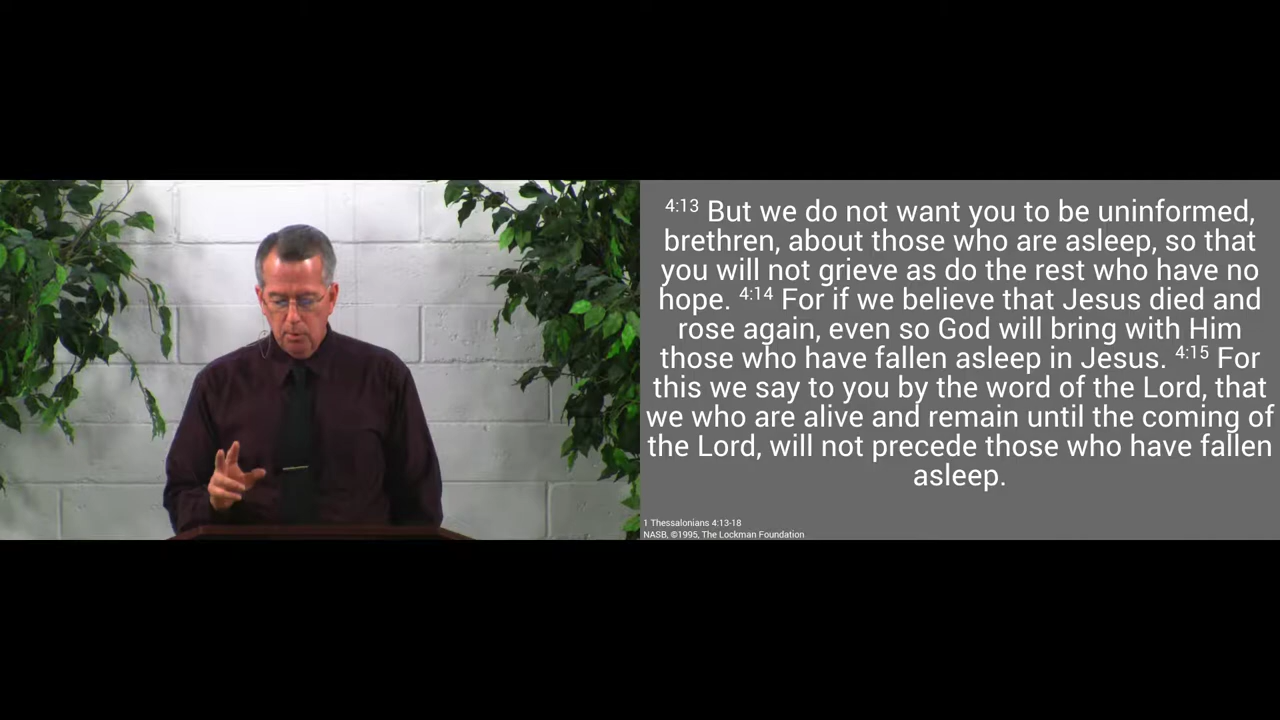 4:13 But we do not want you to be uninformed,
brethren, about those who are asleep, so that
you will not grieve as do the rest who have no
hope. 4:14 For if we believe that Jesus died and
rose again, even so God will bring with Him
those who have fallen asleep in Jesus. 4:15 For
this we say to you by the word of the Lord, that
we who are alive and remain until the coming of
the Lord, will not precede those who have fallen
asleep.
1 Thessalonians 4:13-18
NASB, ©1995, The Lockman Foundation